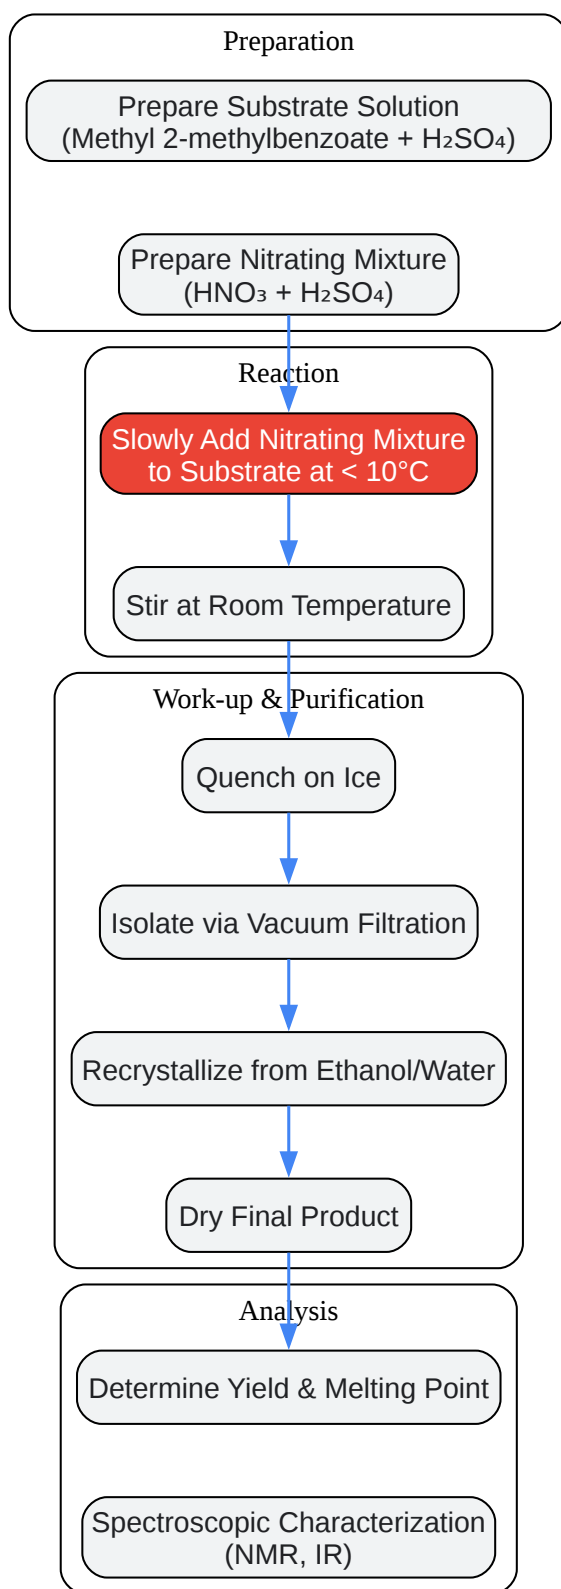 Preparation
Prepare Substrate Solution
(Methyl 2-methylbenzoate + H₂SO₄)
Prepare Nitrating Mixture
(HNO₃ + H₂SO₄)
Reaction
Slowly Add Nitrating Mixture
to Substrate at < 10°C
Stir at Room Temperature
Work-up & Purification
Quench on Ice
Isolate via Vacuum Filtration
Recrystallize from Ethanol/Water
Dry Final Product
Analysis
Determine Yield & Melting Point
Spectroscopic Characterization
(NMR, IR)